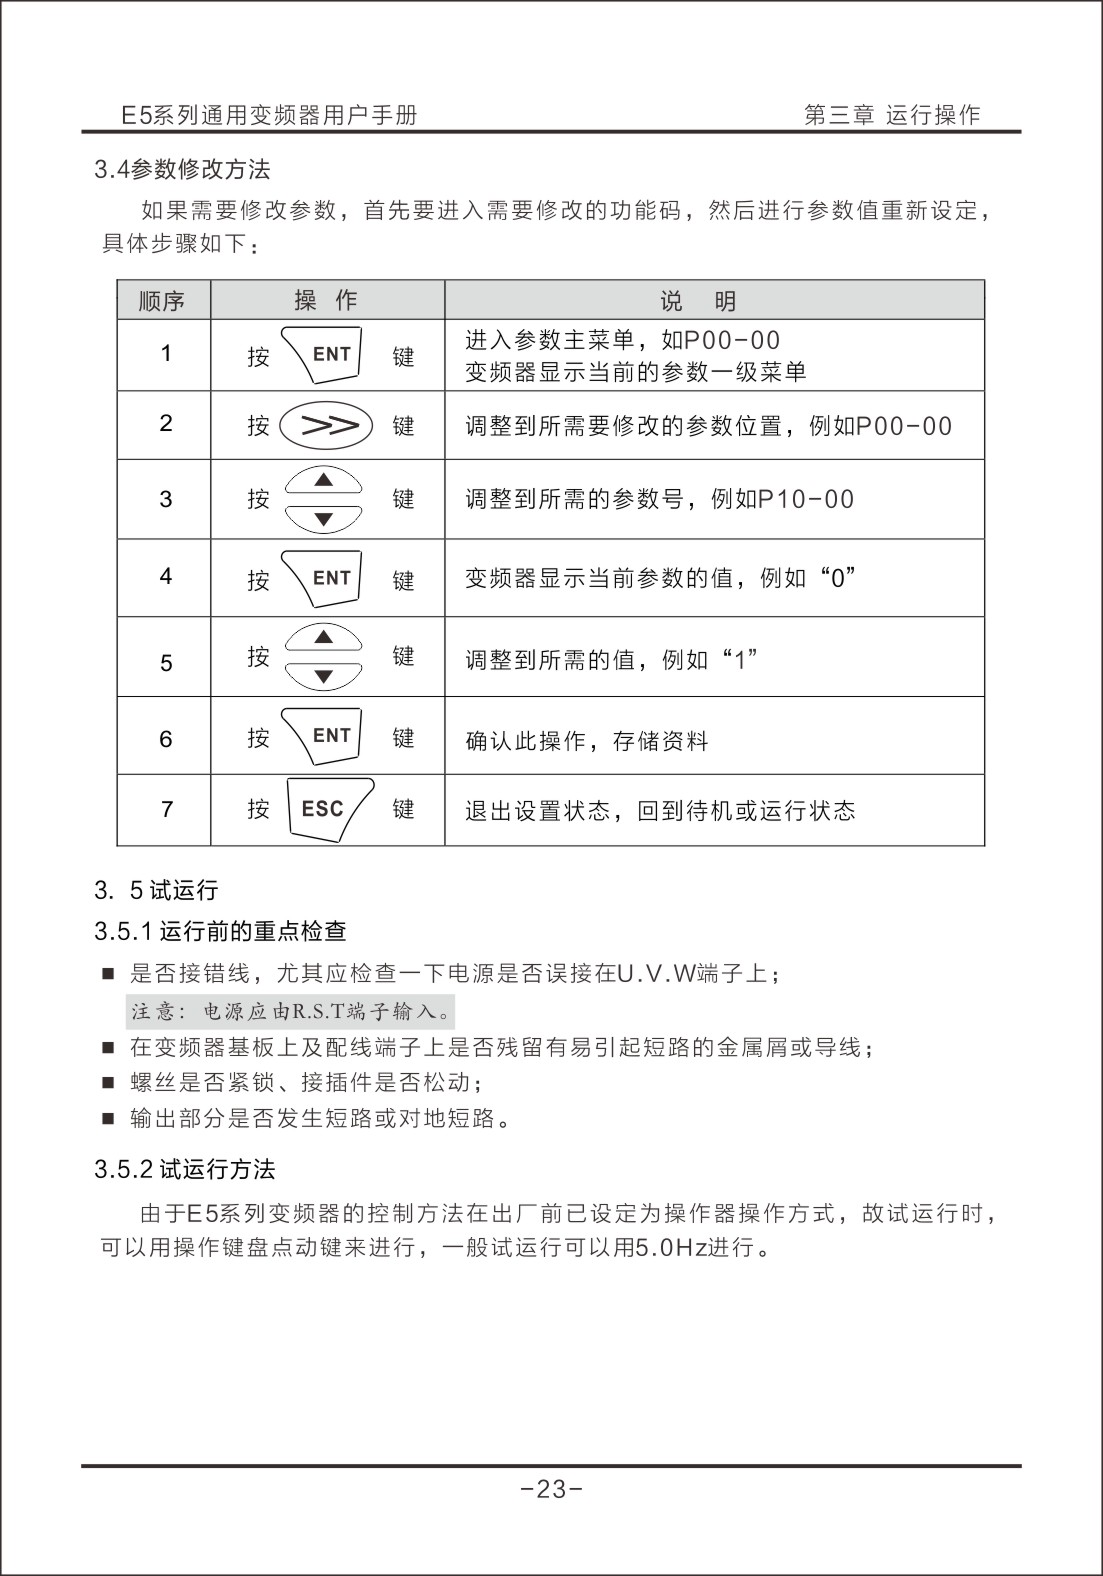 E5系列通用变频器用户手册 第三章 运行操作
3.4参数修改方法
如果需要修改参数，首先要进入需要修改的功能码，然后进行参数值重新设定，
具体步骤如下：
顺序 操 作 说 明
1 按 ENT 键 进入参数主菜单，如P00-00
变频器显示当前的参数一级菜单
2 按 >> 键 调整到所需要修改的参数位置，例如P00-00
3 按 ▲ ▼ 键 调整到所需的参数号，例如P10-00
4 按 ENT 键 变频器显示当前参数的值，例如“0”
5 按 ▲ ▼ 键 调整到所需的值，例如“1”
6 按 ENT 键 确认此操作，存储资料
7 按 ESC 键 退出设置状态，回到待机或运行状态
3. 5 试运行
3.5.1 运行前的重点检查
■ 是否接错线，尤其应检查一下电源是否误接在U.V.W端子上；
注意：电源应由R.S.T端子输入。
■ 在变频器基板上及配线端子上是否残留有易引起短路的金属屑或导线；
■ 螺丝是否紧锁、接插件是否松动；
■ 输出部分是否发生短路或对地短路。
3.5.2 试运行方法
由于E5系列变频器的控制方法在出厂前已设定为操作器操作方式，故试运行时，
可以用操作键盘点动键来进行，一般试运行可以用5.0Hz进行。
-23-